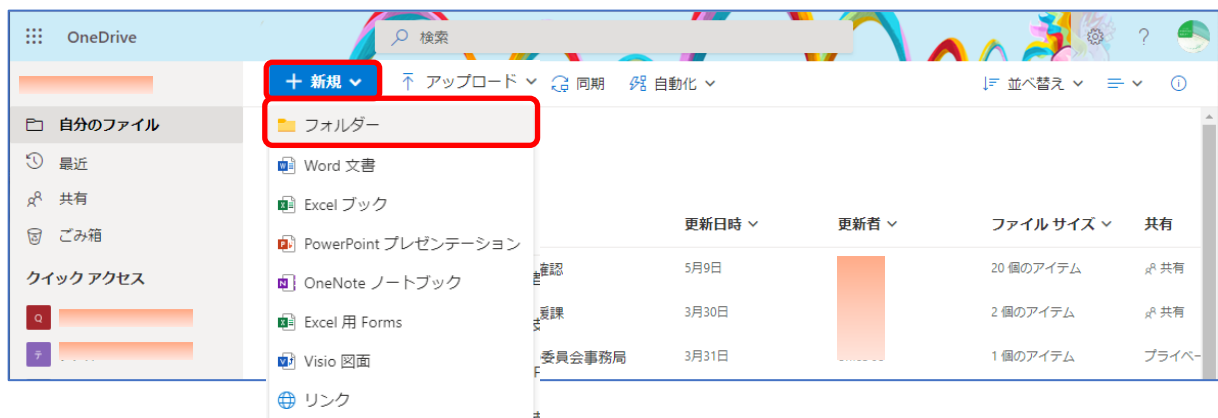 OneDrive
検索
?
+ 新規
アップロード
同期
自動化
並べ替え
自分のファイル
最近
共有
ごみ箱
クイック アクセス
Q
テ
フォルダー
Word 文書
Excel ブック
PowerPoint プレゼンテーション
OneNote ノートブック
Excel 用 Forms
Visio 図面
リンク
更新日時
更新者
ファイル サイズ
共有
確認
5月9日
20 個のアイテム
共有
援課
3月30日
2 個のアイテム
共有
委員会事務局
3月31日
1 個のアイテム
プライベー